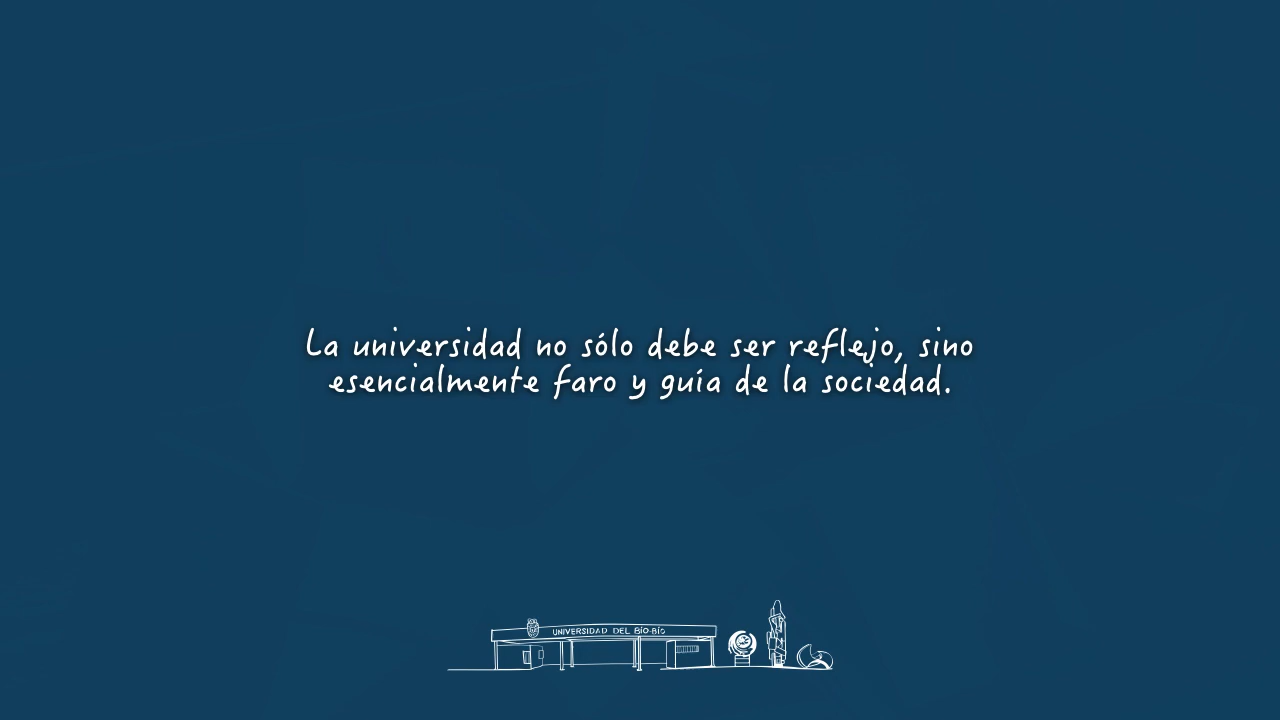 La universidad no sólo debe ser reflejo, sino
esencialmente faro y guía de la sociedad.
UNIVERSIDAD DEL BÍO-BÍO